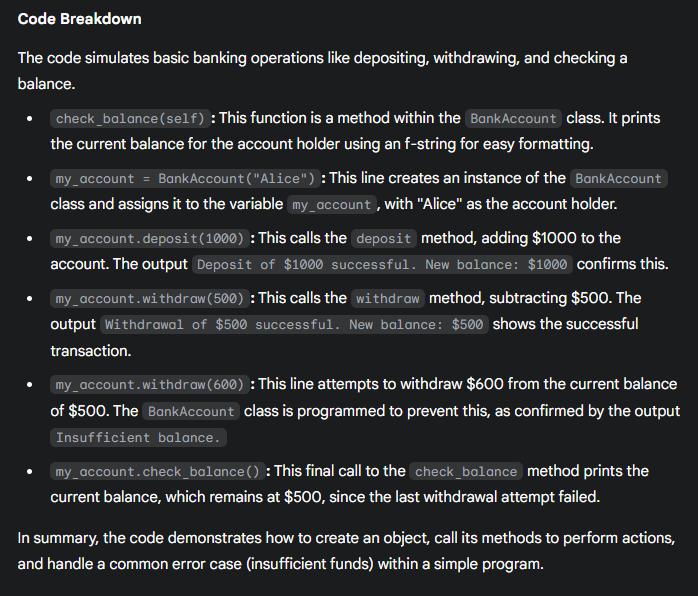 Code Breakdown
The code simulates basic banking operations like depositing, withdrawing, and checking a
balance.
• check_balance(self) : This function is a method within the BankAccount class. It prints
the current balance for the account holder using an f-string for easy formatting.
• my_account = BankAccount("Alice") : This line creates an instance of the BankAccount
class and assigns it to the variable my_account , with "Alice" as the account holder.
• my_account.deposit(1000) : This calls the deposit method, adding $1000 to the
account. The output Deposit of $1000 successful. New balance: $1000 confirms this.
• my_account.withdraw(500) : This calls the withdraw method, subtracting $500. The
output Withdrawal of $500 successful. New balance: $500 shows the successful
transaction.
• my_account.withdraw(600) : This line attempts to withdraw $600 from the current balance
of $500. The BankAccount class is programmed to prevent this, as confirmed by the output
Insufficient balance.
• my_account.check_balance() : This final call to the check_balance method prints the
current balance, which remains at $500, since the last withdrawal attempt failed.
In summary, the code demonstrates how to create an object, call its methods to perform actions,
and handle a common error case (insufficient funds) within a simple program.